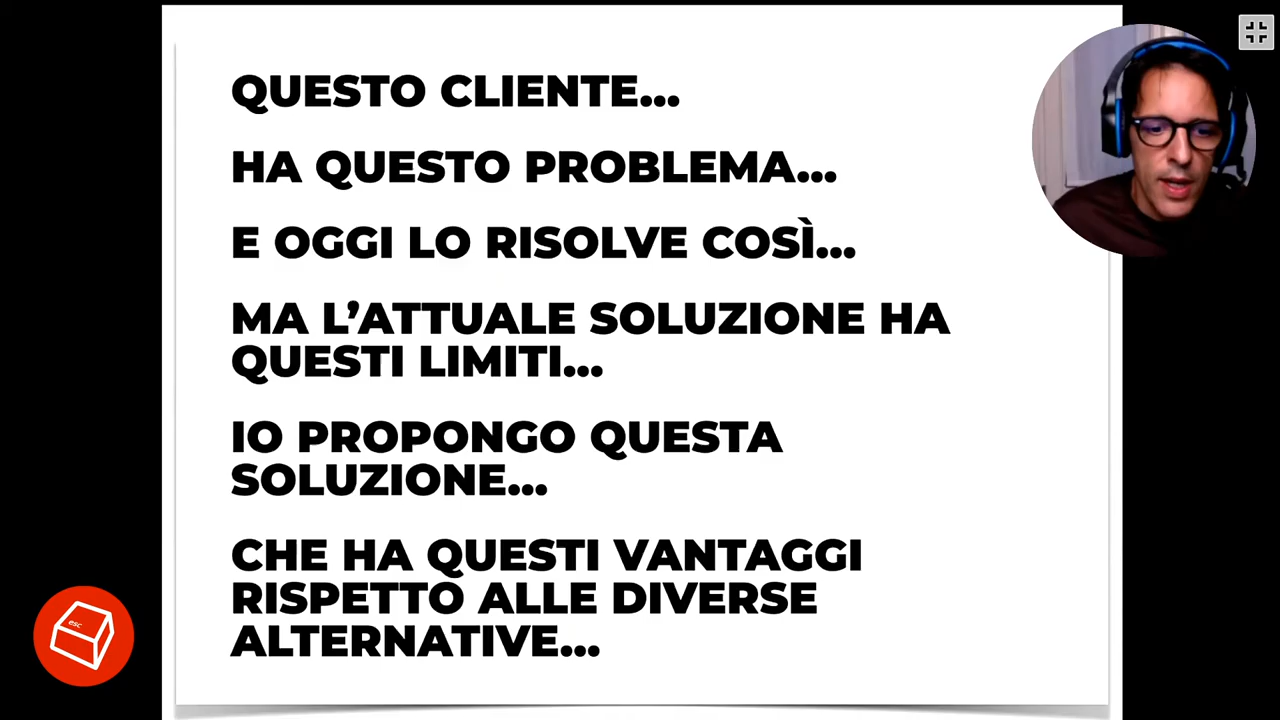 QUESTO CLIENTE...
HA QUESTO PROBLEMA...
E OGGI LO RISOLVE COSÌ...
MA L’ATTUALE SOLUZIONE HA
QUESTI LIMITI...
IO PROPONGO QUESTA
SOLUZIONE...
CHE HA QUESTI VANTAGGI
RISPETTO ALLE DIVERSE
ALTERNATIVE...
esc